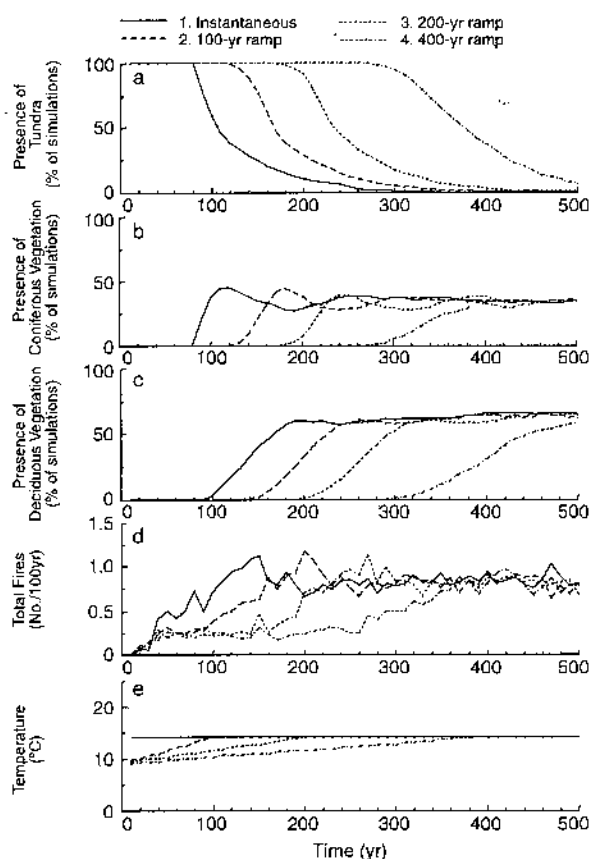 1. Instantaneous
3. 200-yr ramp
2. 100-yr ramp
4. 400-yr ramp
a
Presence of
Tundra
(% of simulations)
100
50
0
0 100 200 300 400 500
b
Presence of
Coniferous Vegetation
(% of simulations)
100
50
0
0 100 200 300 400 500
c
Presence of
Deciduous Vegetation
(% of simulations)
100
50
0
0 100 200 300 400 500
d
Total Fires
(No./100yr)
1.5
1.0
0.5
0
0 100 200 300 400 500
e
Temperature
(°C)
20
10
0
0 100 200 300 400 500
Time (yr)